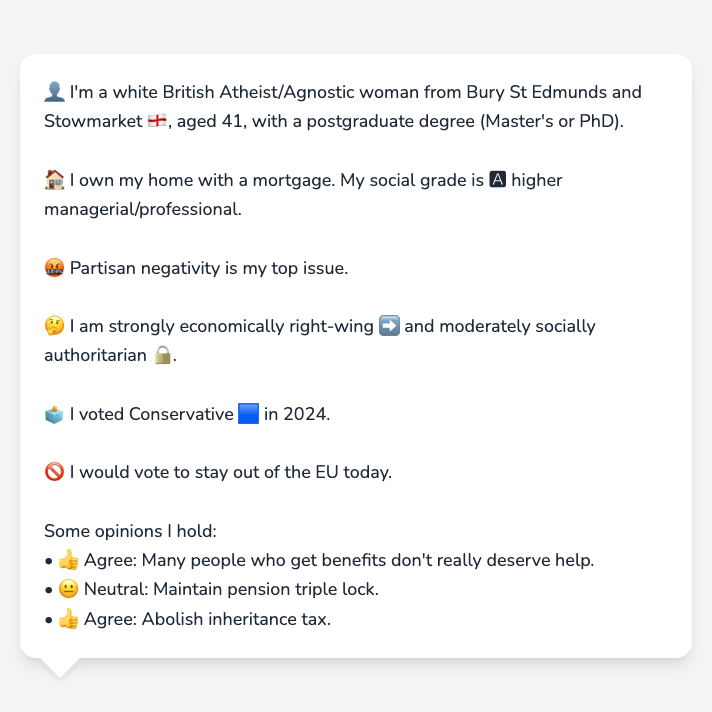 👤 I'm a white British Atheist/Agnostic woman from Bury St Edmunds and
Stowmarket 🏴󠁧󠁢󠁥󠁮󠁧󠁿, aged 41, with a postgraduate degree (Master's or PhD).
🏠 I own my home with a mortgage. My social grade is 🅰 higher
managerial/professional.
🤬 Partisan negativity is my top issue.
🤔 I am strongly economically right-wing ➡️ and moderately socially
authoritarian 🔒.
🗳️ I voted Conservative 🟦 in 2024.
🚫 I would vote to stay out of the EU today.
Some opinions I hold:
• 👍 Agree: Many people who get benefits don't really deserve help.
• 😐 Neutral: Maintain pension triple lock.
• 👍 Agree: Abolish inheritance tax.